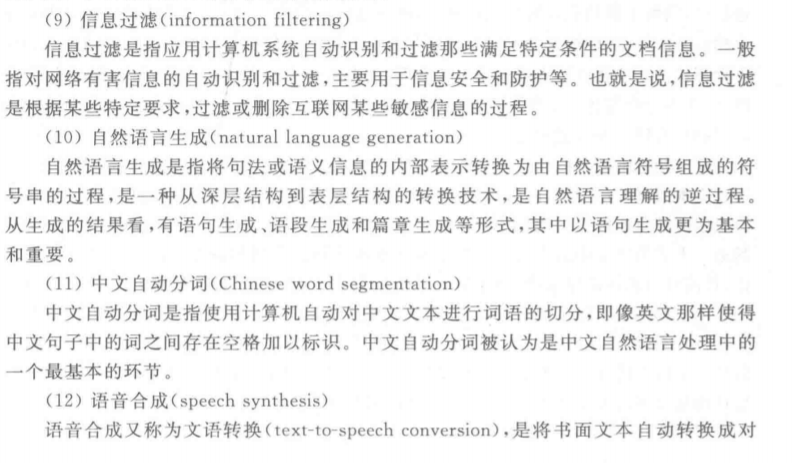 (9) 信息过滤(information filtering)
信息过滤是指应用计算机系统自动识别和过滤那些满足特定条件的文档信息。一般
指对网络有害信息的自动识别和过滤,主要用于信息安全和防护等。也就是说,信息过滤
是根据某些特定要求,过滤或删除互联网某些敏感信息的过程。
(10) 自然语言生成(natural language generation)
自然语言生成是指将句法或语义信息的内部表示转换为由自然语言符号组成的符
号串的过程,是一种从深层结构到表层结构的转换技术,是自然语言理解的逆过程。
从生成的结果看,有语句生成、语段生成和篇章生成等形式,其中以语句生成更为基本
和重要。
(11) 中文自动分词(Chinese word segmentation)
中文自动分词是指使用计算机自动对中文文本进行词语的切分,即像英文那样使得
中文句子中的词之间存在空格加以标识。中文自动分词被认为是中文自然语言处理中的
一个最基本的环节。
(12) 语音合成(speech synthesis)
语音合成又称为文语转换(text-to-speech conversion),是将书面文本自动转换成对